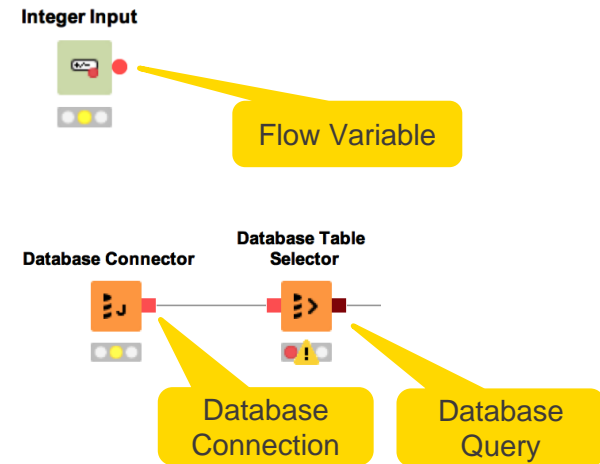 Integer Input
Flow Variable
Database Table
Selector
Database Connector
Database
Connection
Database
Query